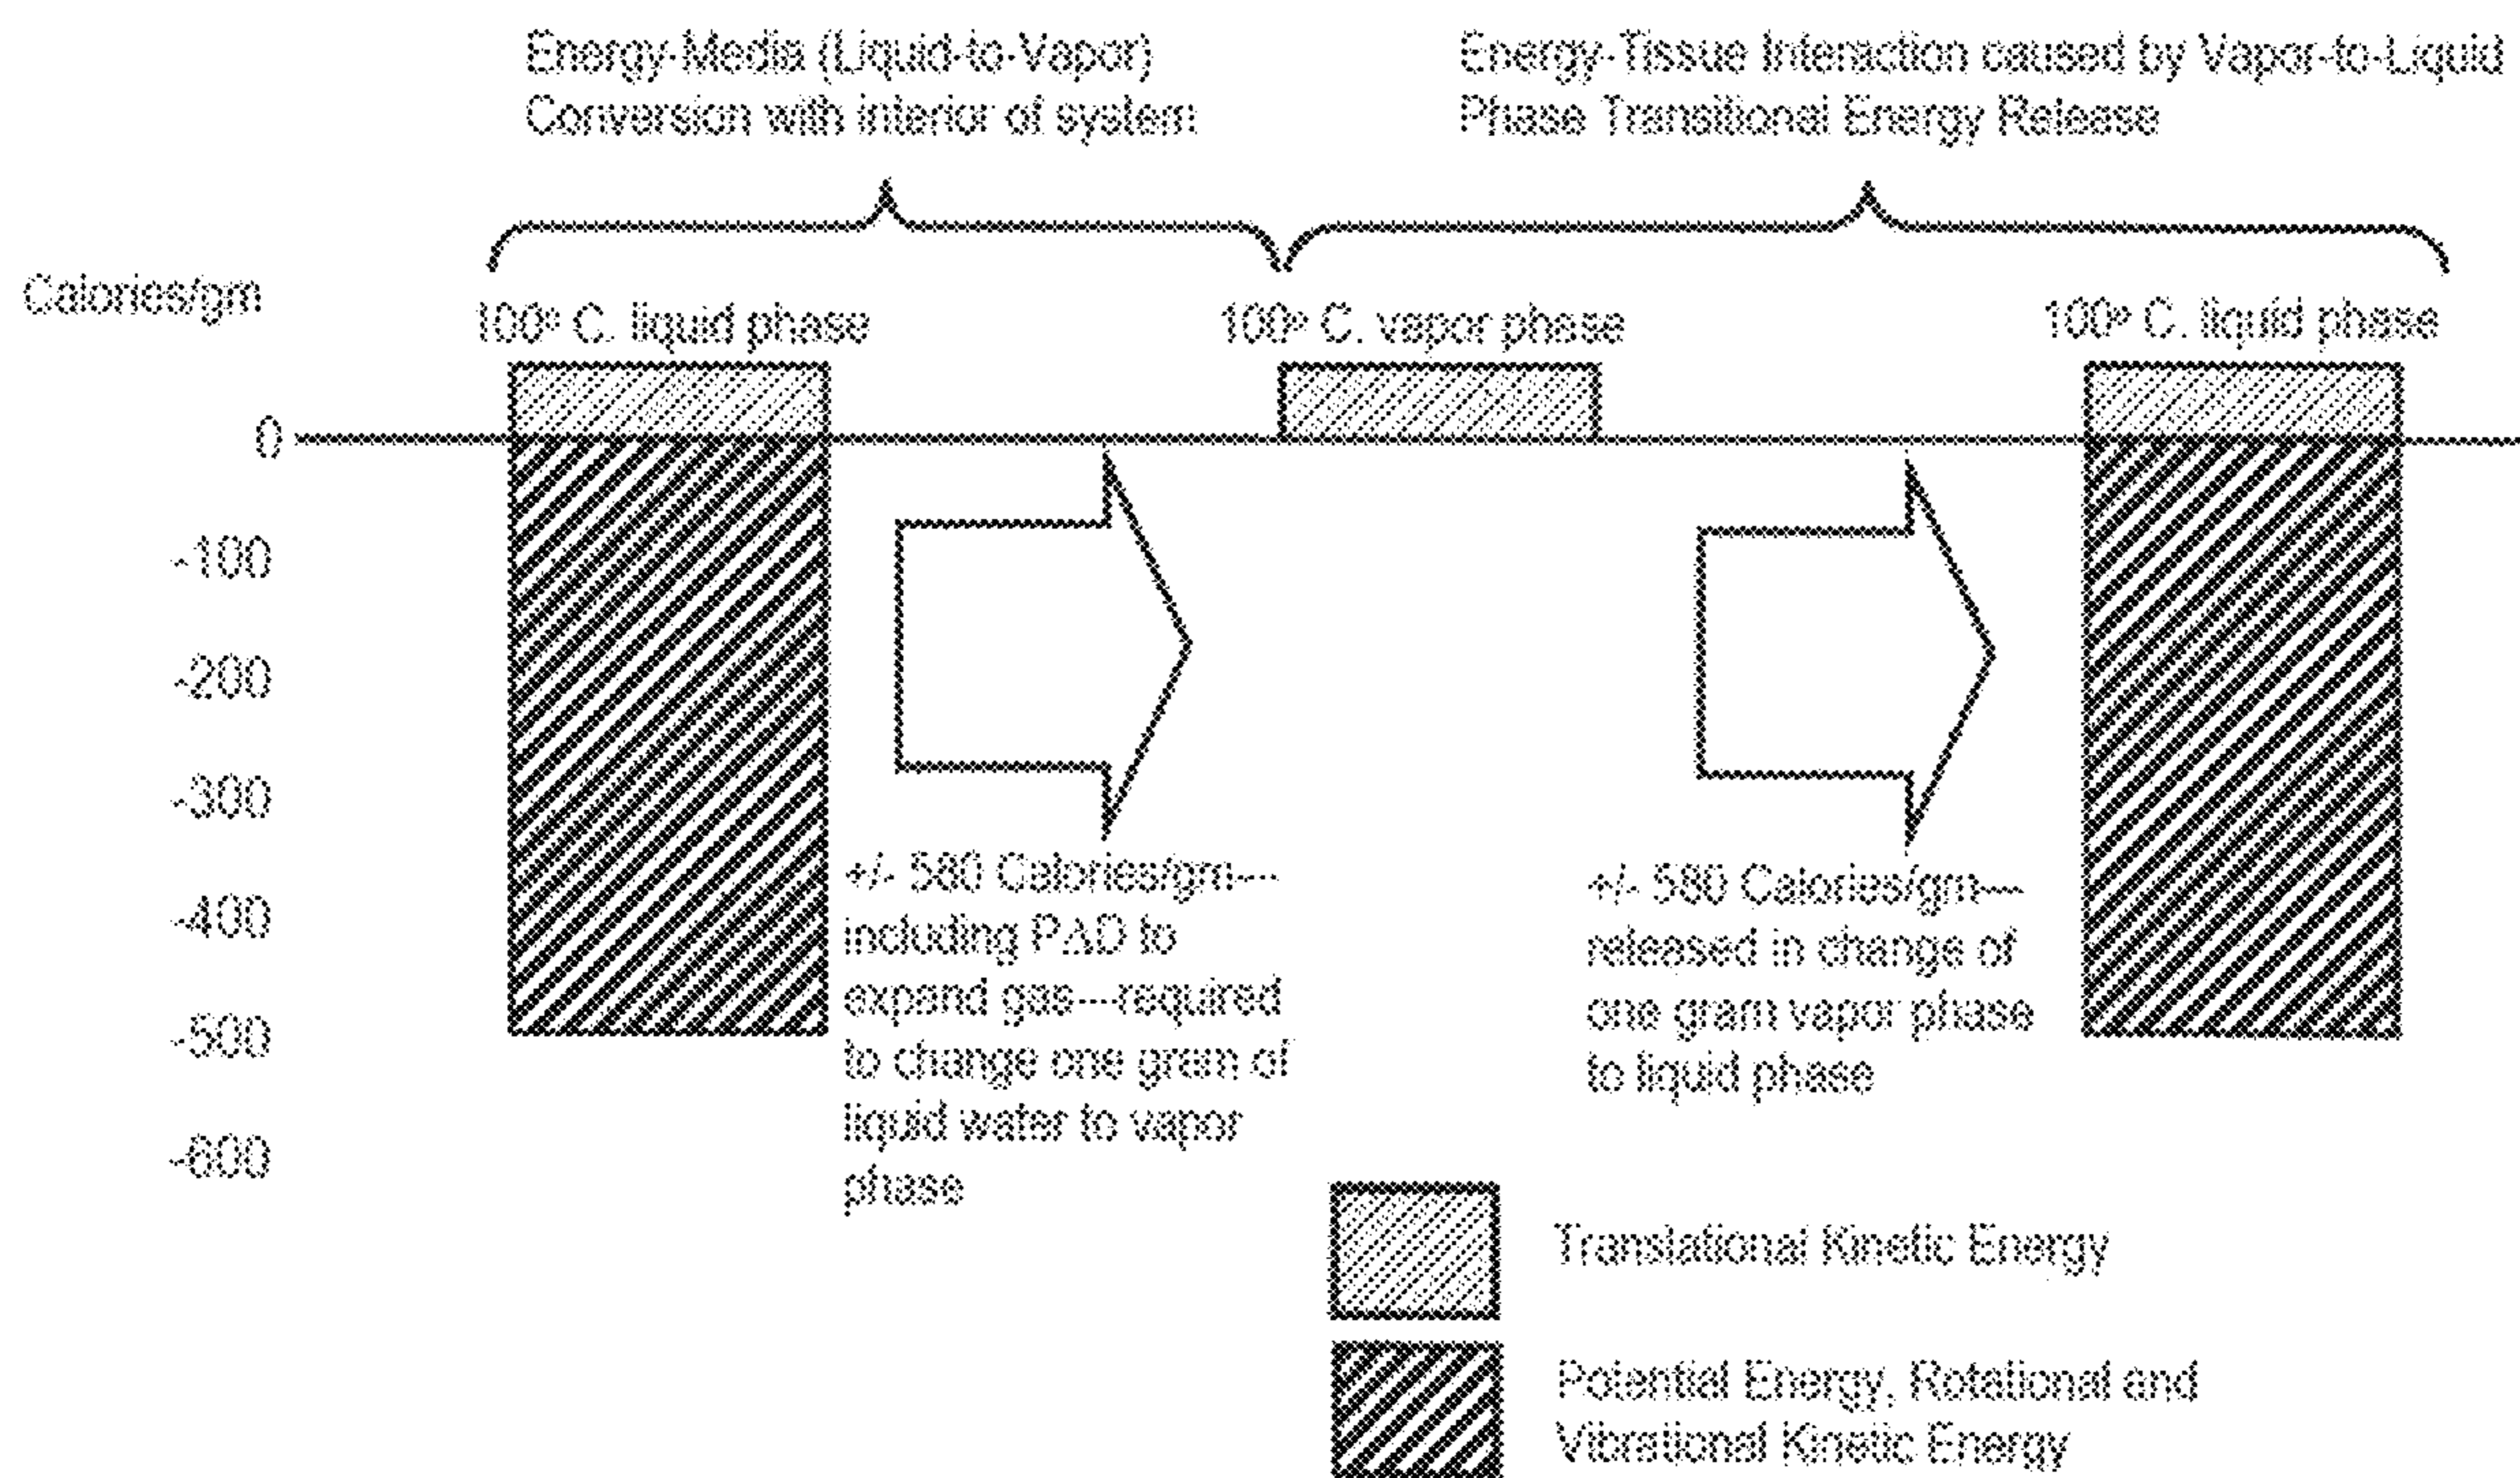 Energy-Media (Liquid-to-Vapor)
Conversion with interior of system
Energy-Tissue Interaction caused by Vapor-to-Liquid
Phase Transitional Energy Release
Calories/gm
100º C. liquid phase
100º C. vapor phase
100º C. liquid phase
0
-100
-200
-300
-400
-500
-600
+/- 580 Calories/gm---
including PΔD to
expand gas---required
to change one gram of
liquid water to vapor
phase
+/- 580 Calories/gm---
released in change of
one gram vapor phase
to liquid phase
Translational Kinetic Energy
Potential Energy, Rotational and
Vibrational Kinetic Energy